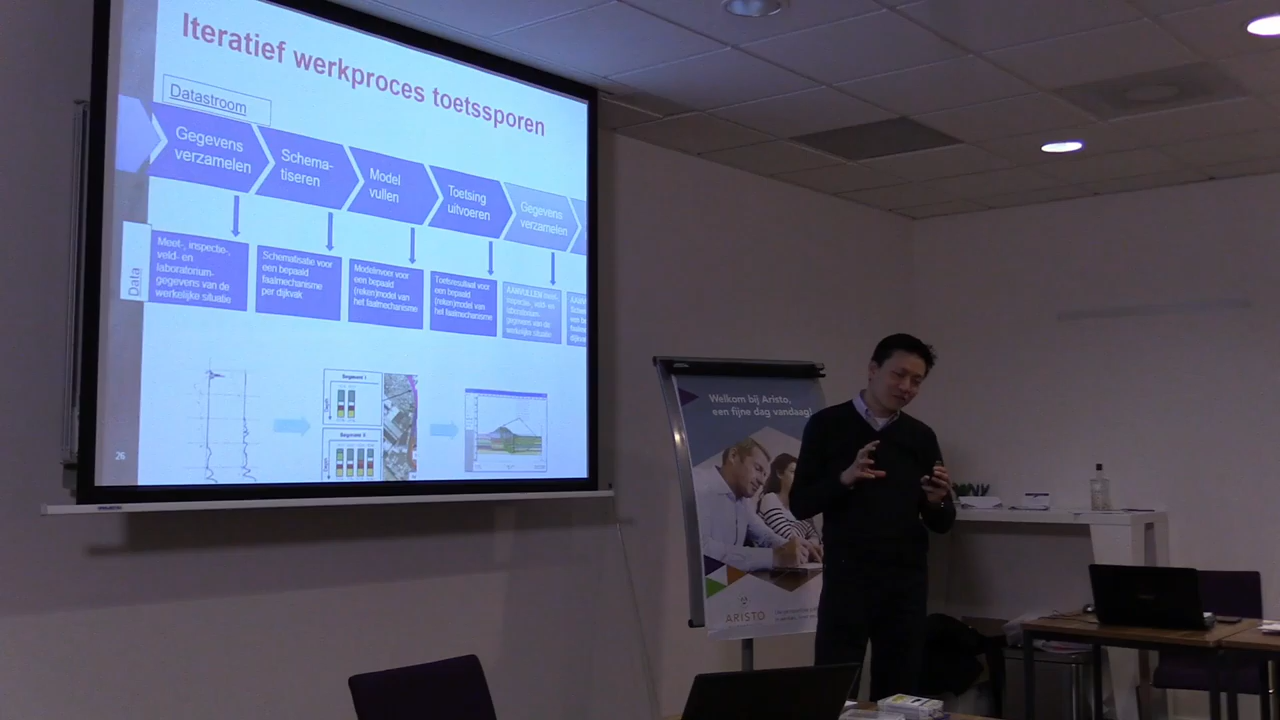 Iteratief werkproces toetssporen
Datastroom
Gegevens
verzamelen
Schema-
tiseren
Model
vullen
Toetsing
uitvoeren
Gegevens
verzamelen
Data
Meet-, inspectie-,
veld- en
laboratorium-
gegevens van de
werkelijke situatie
Schematisatie voor
een bepaald
faalmechanisme
per dijkvak
Modelinvoer voor
een bepaald
(reken)model van
het faalmechanisme
Toetsresultaat voor
een bepaald
(reken)model van
het faalmechanisme
AANVULLEN meet-,
inspectie-, veld- en
laboratorium-
gegevens van de
werkelijke situatie
Segment 1
Segment 2
26
Welkom bij Aristo,
een fijne dag vandaag!
ARISTO